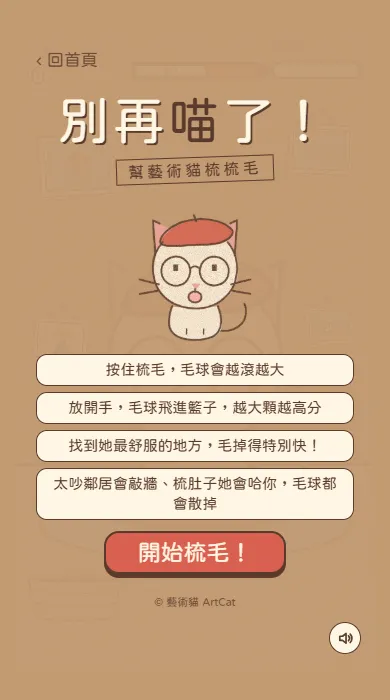 ‹ 回首頁
別再喵了！
幫藝術貓梳梳毛
按住梳毛，毛球會越滾越大
放開手，毛球飛進籃子，越大顆越高分
找到她最舒服的地方，毛掉得特別快！
太吵鄰居會敲牆、梳肚子她會哈你，毛球都
會散掉
開始梳毛！
© 藝術貓 ArtCat